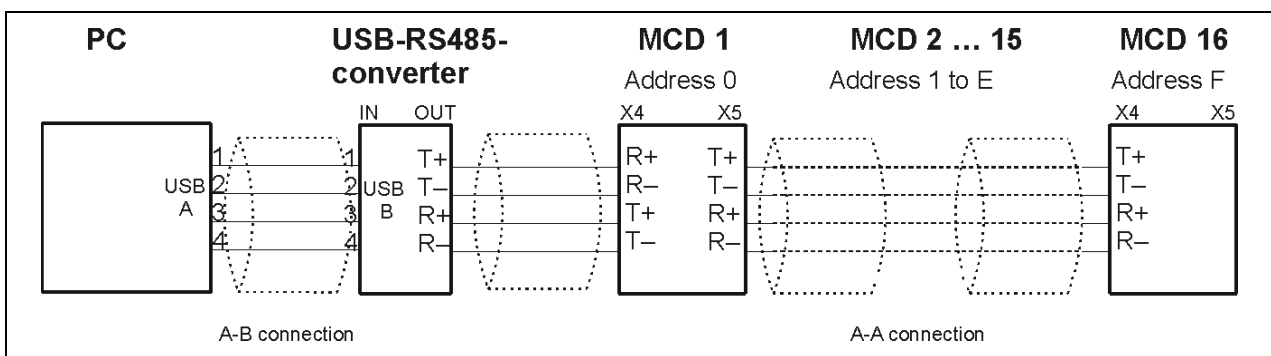 PC
USB-RS485-
converter
MCD 1
MCD 2 ... 15
MCD 16
Address 0
Address 1 to E
Address F
IN
OUT
X4
X5
X4
X5
USB
A
1
2
3
4
1
2
3
4
USB
B
T+
T–
R+
R–
R+
R–
T+
T–
T+
T–
R+
R–
T+
T–
R+
R–
A-B connection
A-A connection